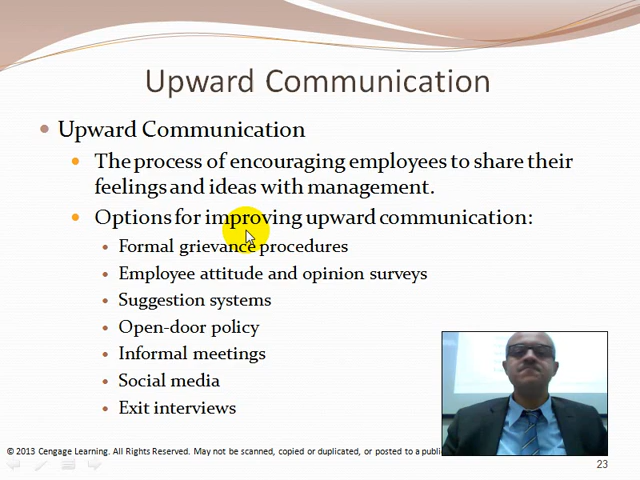 Upward Communication
Upward Communication
The process of encouraging employees to share their
feelings and ideas with management.
Options for improving upward communication:
Formal grievance procedures
Employee attitude and opinion surveys
Suggestion systems
Open-door policy
Informal meetings
Social media
Exit interviews
© 2013 Cengage Learning. All Rights Reserved. May not be scanned, copied or duplicated, or posted to a publi
23